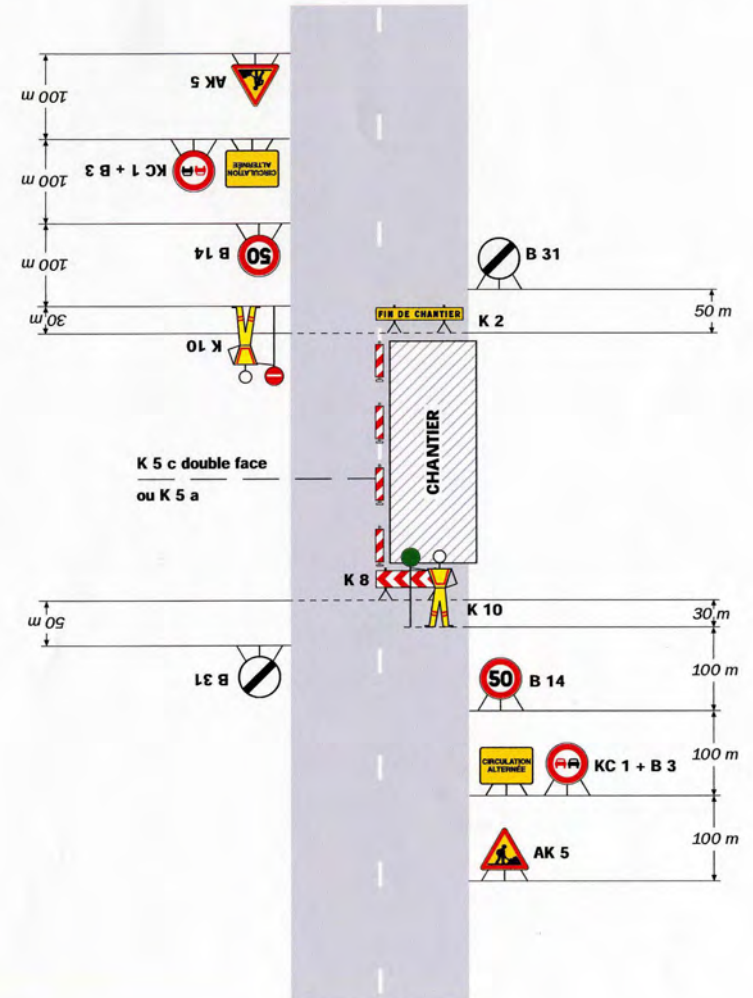 AK 5
100 m
KC 1 + B 3
CIRCULATION
ALTERNÉE
100 m
B 14
50
100 m
30 m
K 10
B 31
50 m
FIN DE CHANTIER
K 2
CHANTIER
K 5 c double face
ou K 5 a
K 8
K 10
30 m
50 m
B 31
50
B 14
100 m
CIRCULATION
ALTERNÉE
KC 1 + B 3
100 m
AK 5
100 m